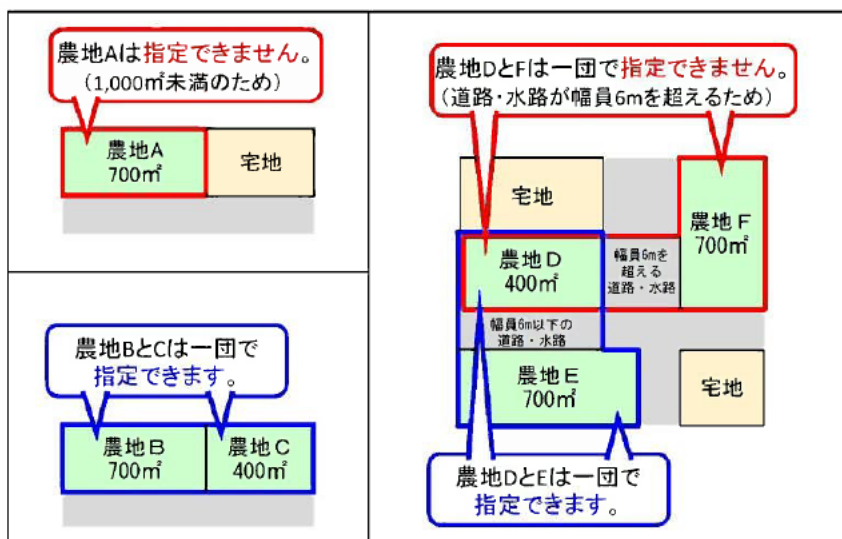 農地Aは指定できません。
(1,000㎡未満のため)
農地A
700㎡
宅地
農地BとCは一団で
指定できます。
農地B
700㎡
農地C
400㎡
農地DとFは一団で指定できません。
(道路・水路が幅員6mを超えるため)
宅地
農地F
700㎡
農地D
400㎡
幅員6mを
超える
道路・水路
幅員6m以下の
道路・水路
農地E
700㎡
宅地
農地DとEは一団で
指定できます。